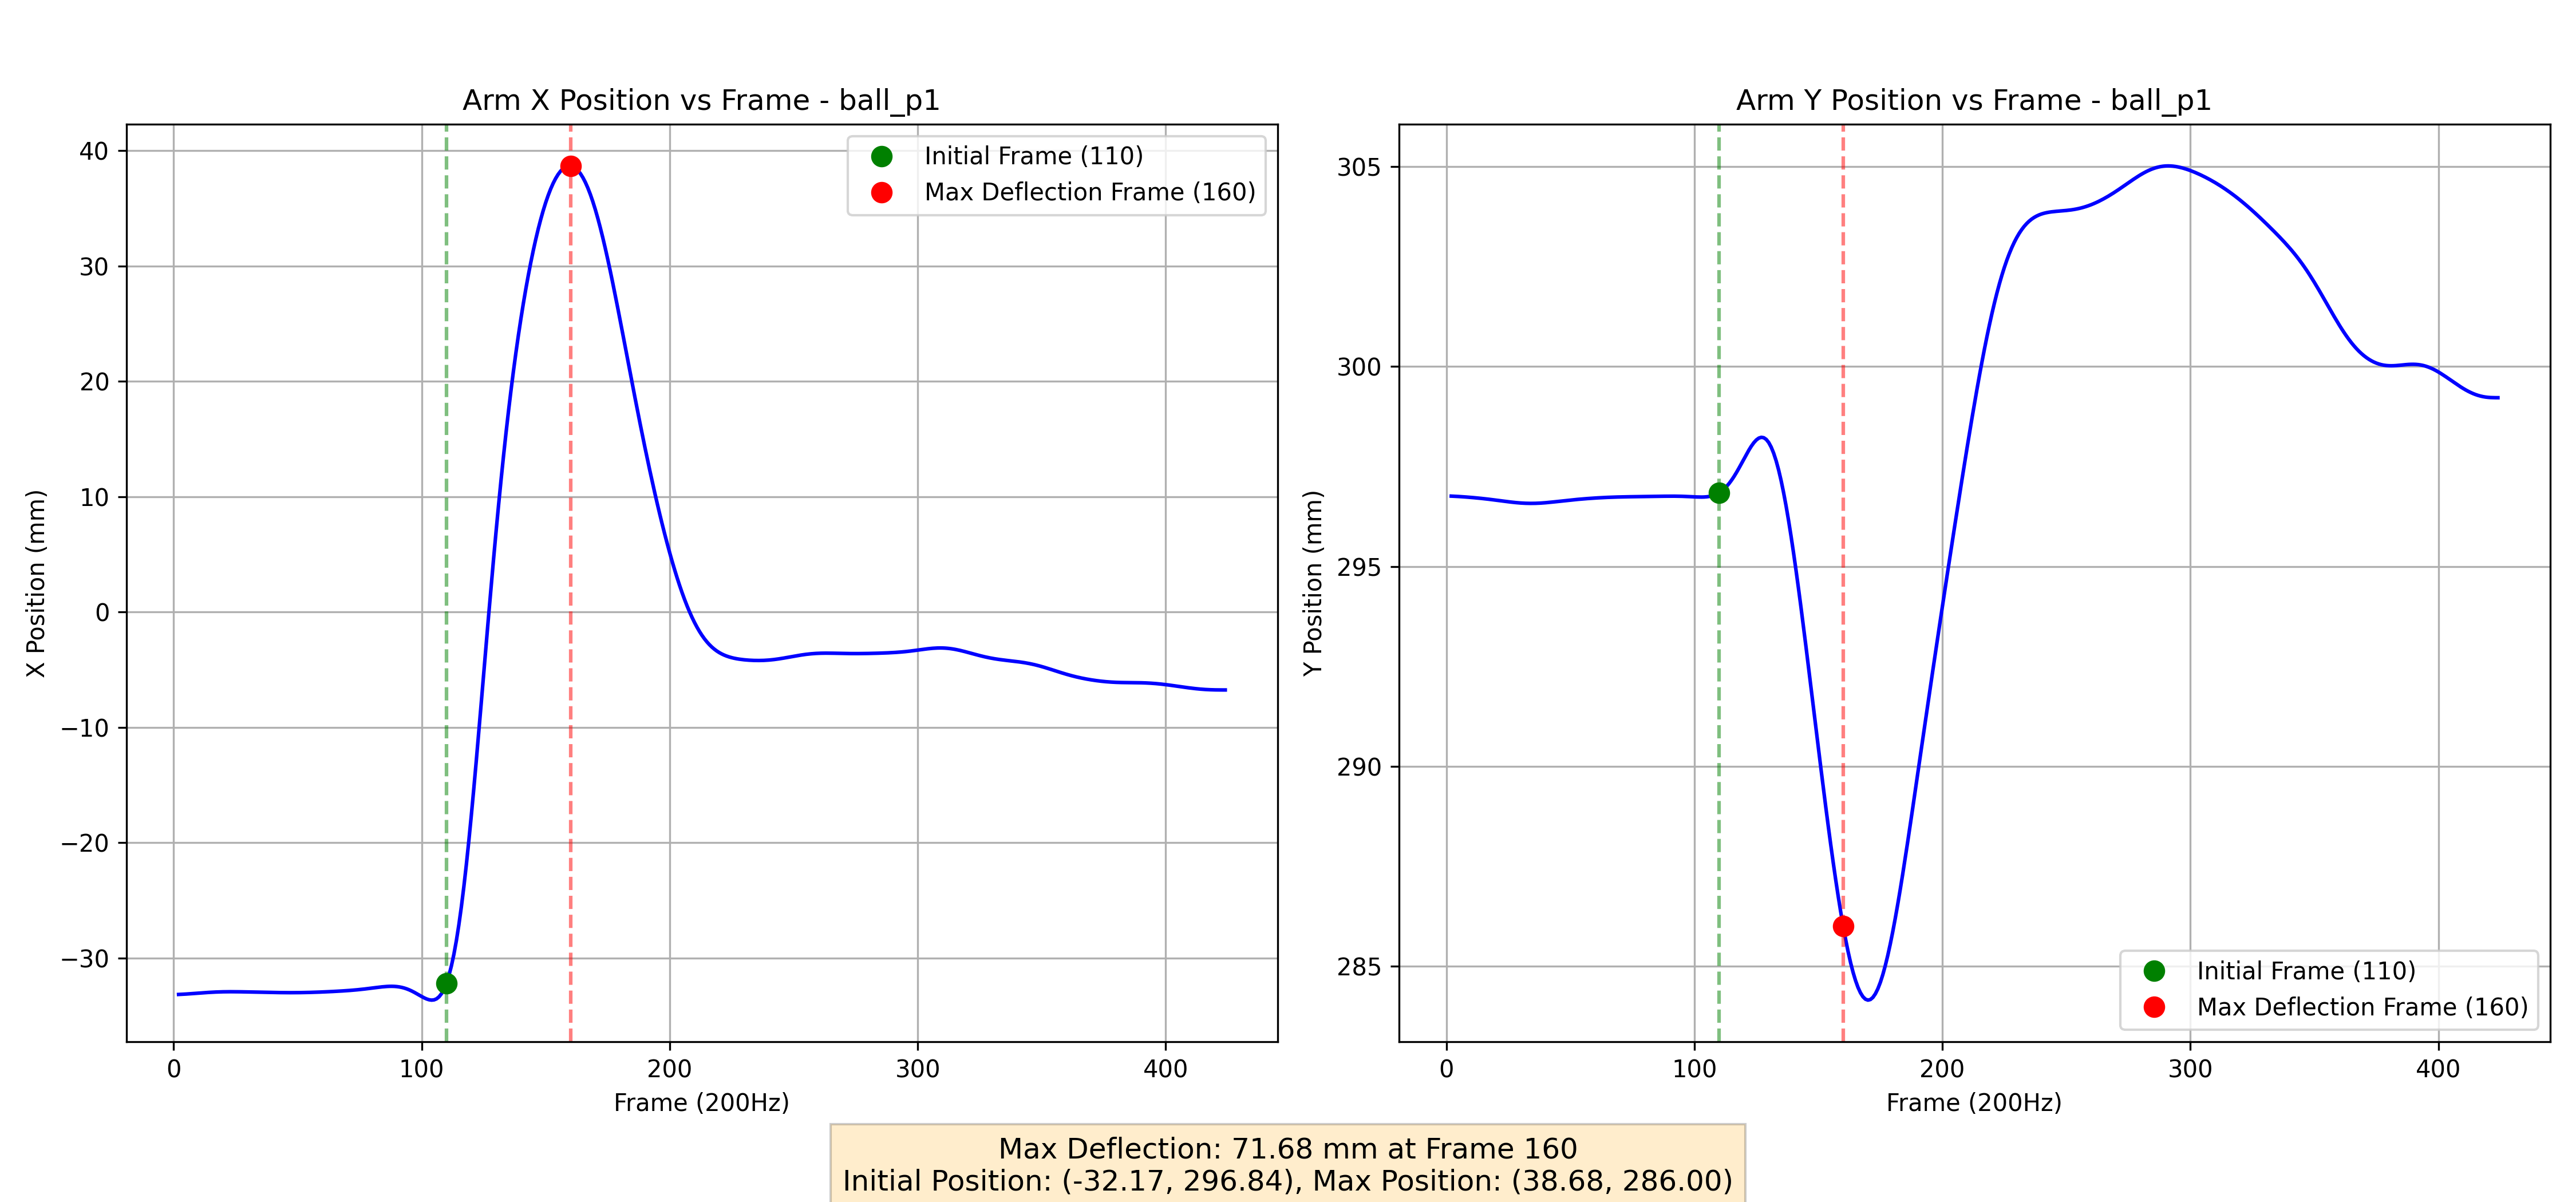 Arm X Position vs Frame - ball_p1
40
30
20
10
0
−10
−20
−30
X Position (mm)
0 100 200 300 400
Frame (200Hz)
Initial Frame (110)
Max Deflection Frame (160)
Arm Y Position vs Frame - ball_p1
305
300
295
290
285
Y Position (mm)
0 100 200 300 400
Frame (200Hz)
Initial Frame (110)
Max Deflection Frame (160)
Max Deflection: 71.68 mm at Frame 160
Initial Position: (-32.17, 296.84), Max Position: (38.68, 286.00)